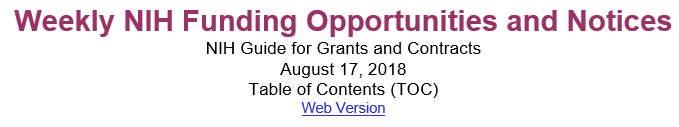 Weekly NIH Funding Opportunities and Notices
NIH Guide for Grants and Contracts
August 17, 2018
Table of Contents (TOC)
Web Version